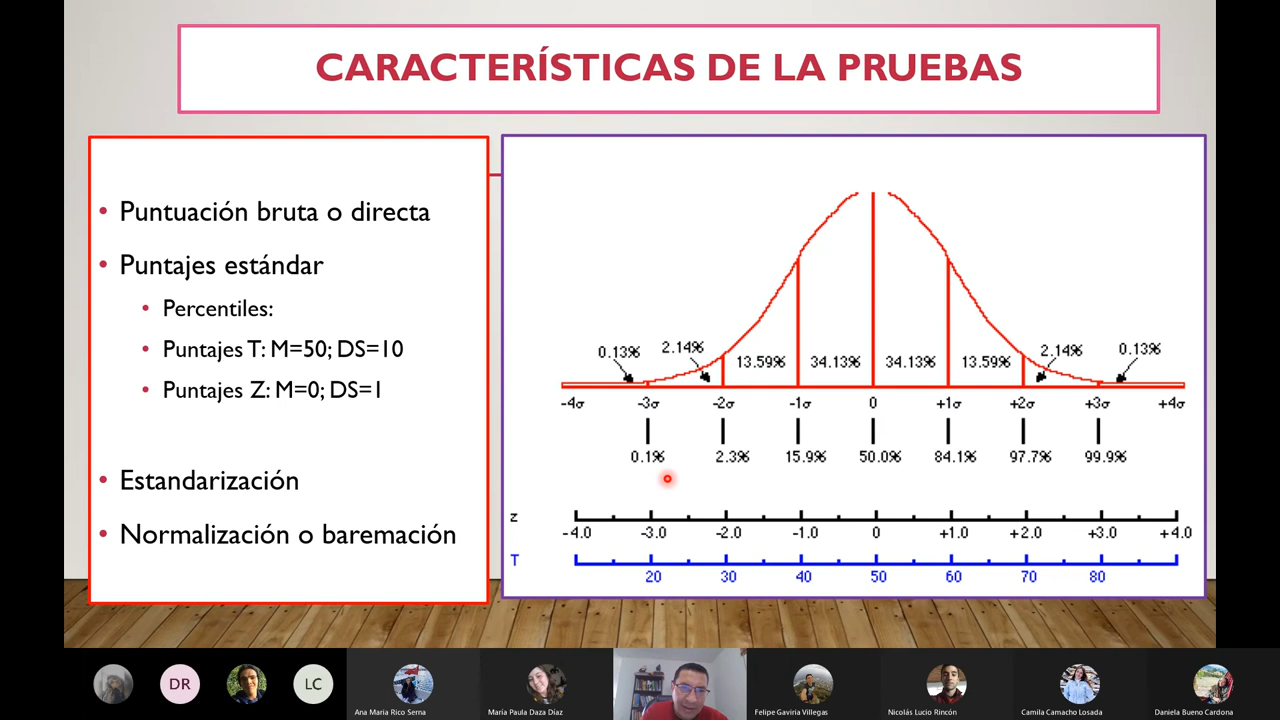 CARACTERÍSTICAS DE LA PRUEBAS
• Puntuación bruta o directa
• Puntajes estándar
• Percentiles:
• Puntajes T: M=50; DS=10
• Puntajes Z: M=0; DS=1
• Estandarización
• Normalización o baremación
0.13% 2.14% 13.59% 34.13% 34.13% 13.59% 2.14% 0.13%
-4σ -3σ -2σ -1σ 0 +1σ +2σ +3σ +4σ
0.1% 2.3% 15.9% 50.0% 84.1% 97.7% 99.9%
z
-4.0 -3.0 -2.0 -1.0 0 +1.0 +2.0 +3.0 +4.0
T
20 30 40 50 60 70 80
DR
LC
Ana Maria Rico Serna
María Paula Daza Díaz
Felipe Gaviria Villegas
Nicolás Lucio Rincón
Camila Camacho Losada
Daniela Bueno Cardona